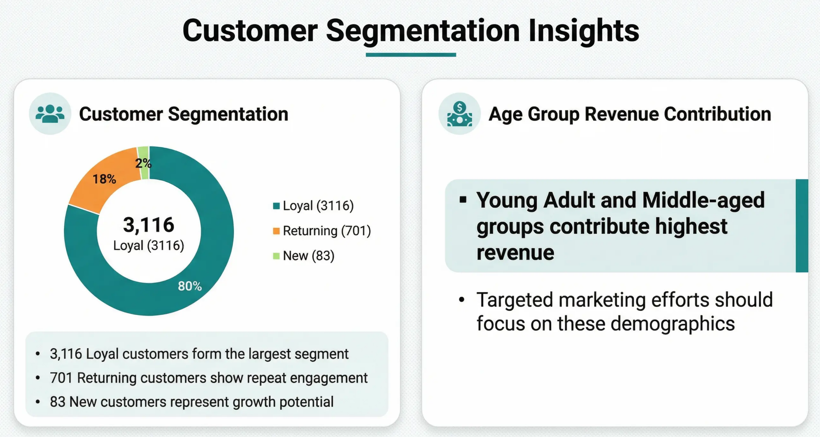 Customer Segmentation Insights
Customer Segmentation
2%
18%
3,116
Loyal (3116)
80%
Loyal (3116)
Returning (701)
New (83)
• 3,116 Loyal customers form the largest segment
• 701 Returning customers show repeat engagement
• 83 New customers represent growth potential
$
Age Group Revenue Contribution
▪ Young Adult and Middle-aged
groups contribute highest
revenue
• Targeted marketing efforts should
focus on these demographics